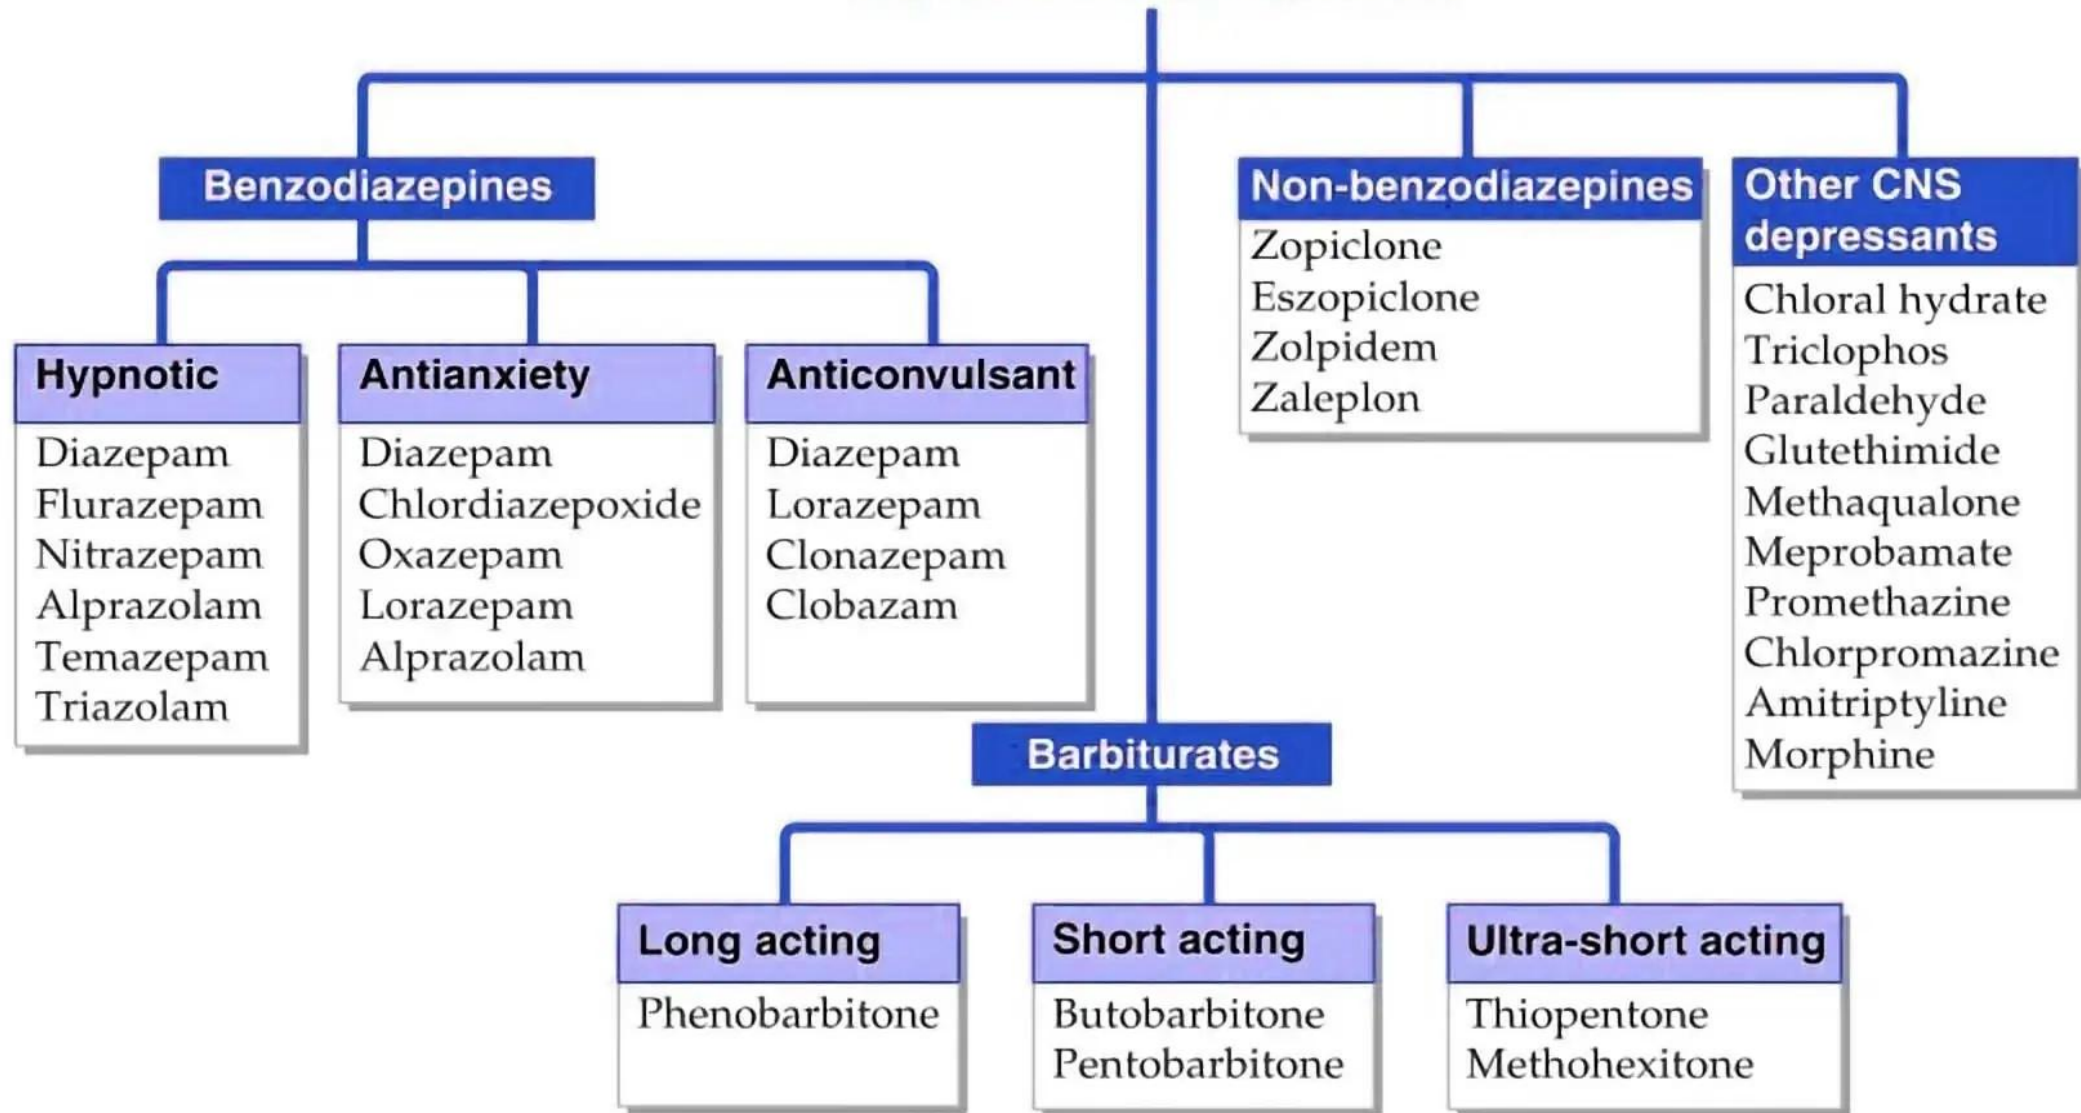 Benzodiazepines
Hypnotic
Diazepam
Flurazepam
Nitrazepam
Alprazolam
Temazepam
Triazolam
Antianxiety
Diazepam
Chlordiazepoxide
Oxazepam
Lorazepam
Alprazolam
Anticonvulsant
Diazepam
Lorazepam
Clonazepam
Clobazam
Barbiturates
Long acting
Phenobarbitone
Short acting
Butobarbitone
Pentobarbitone
Ultra-short acting
Thiopentone
Methohexitone
Non-benzodiazepines
Zopiclone
Eszopiclone
Zolpidem
Zaleplon
Other CNS
depressants
Chloral hydrate
Triclophos
Paraldehyde
Glutethimide
Methaqualone
Meprobamate
Promethazine
Chlorpromazine
Amitriptyline
Morphine